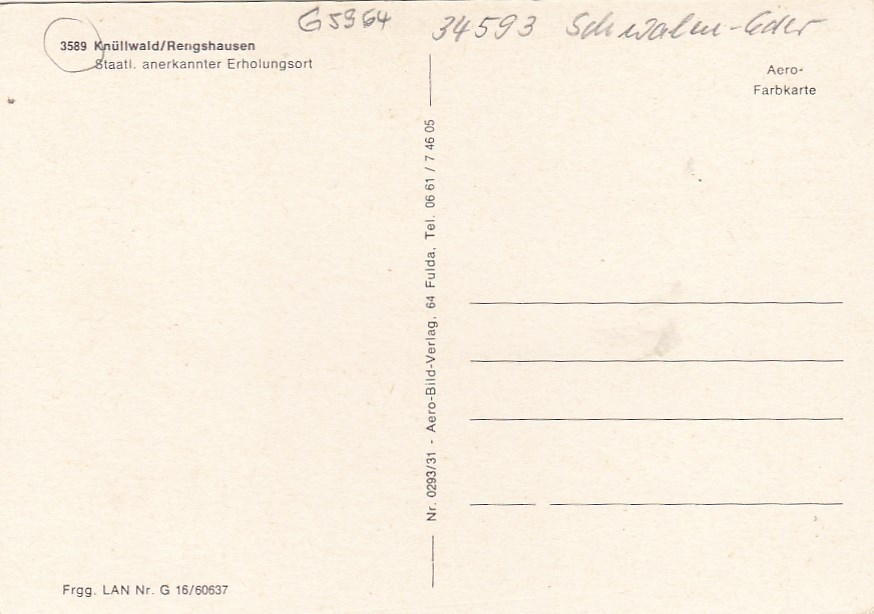 G5964
34593 Schwalm-Eder
3589 Knüllwald/Rengshausen
Staatl. anerkannter Erholungsort
Aero-
Farbkarte
Nr. 0293/31 - Aero-Bild-Verlag, 64 Fulda, Tel. 06 61 / 7 46 05
Frgg. LAN Nr. G 16/60637